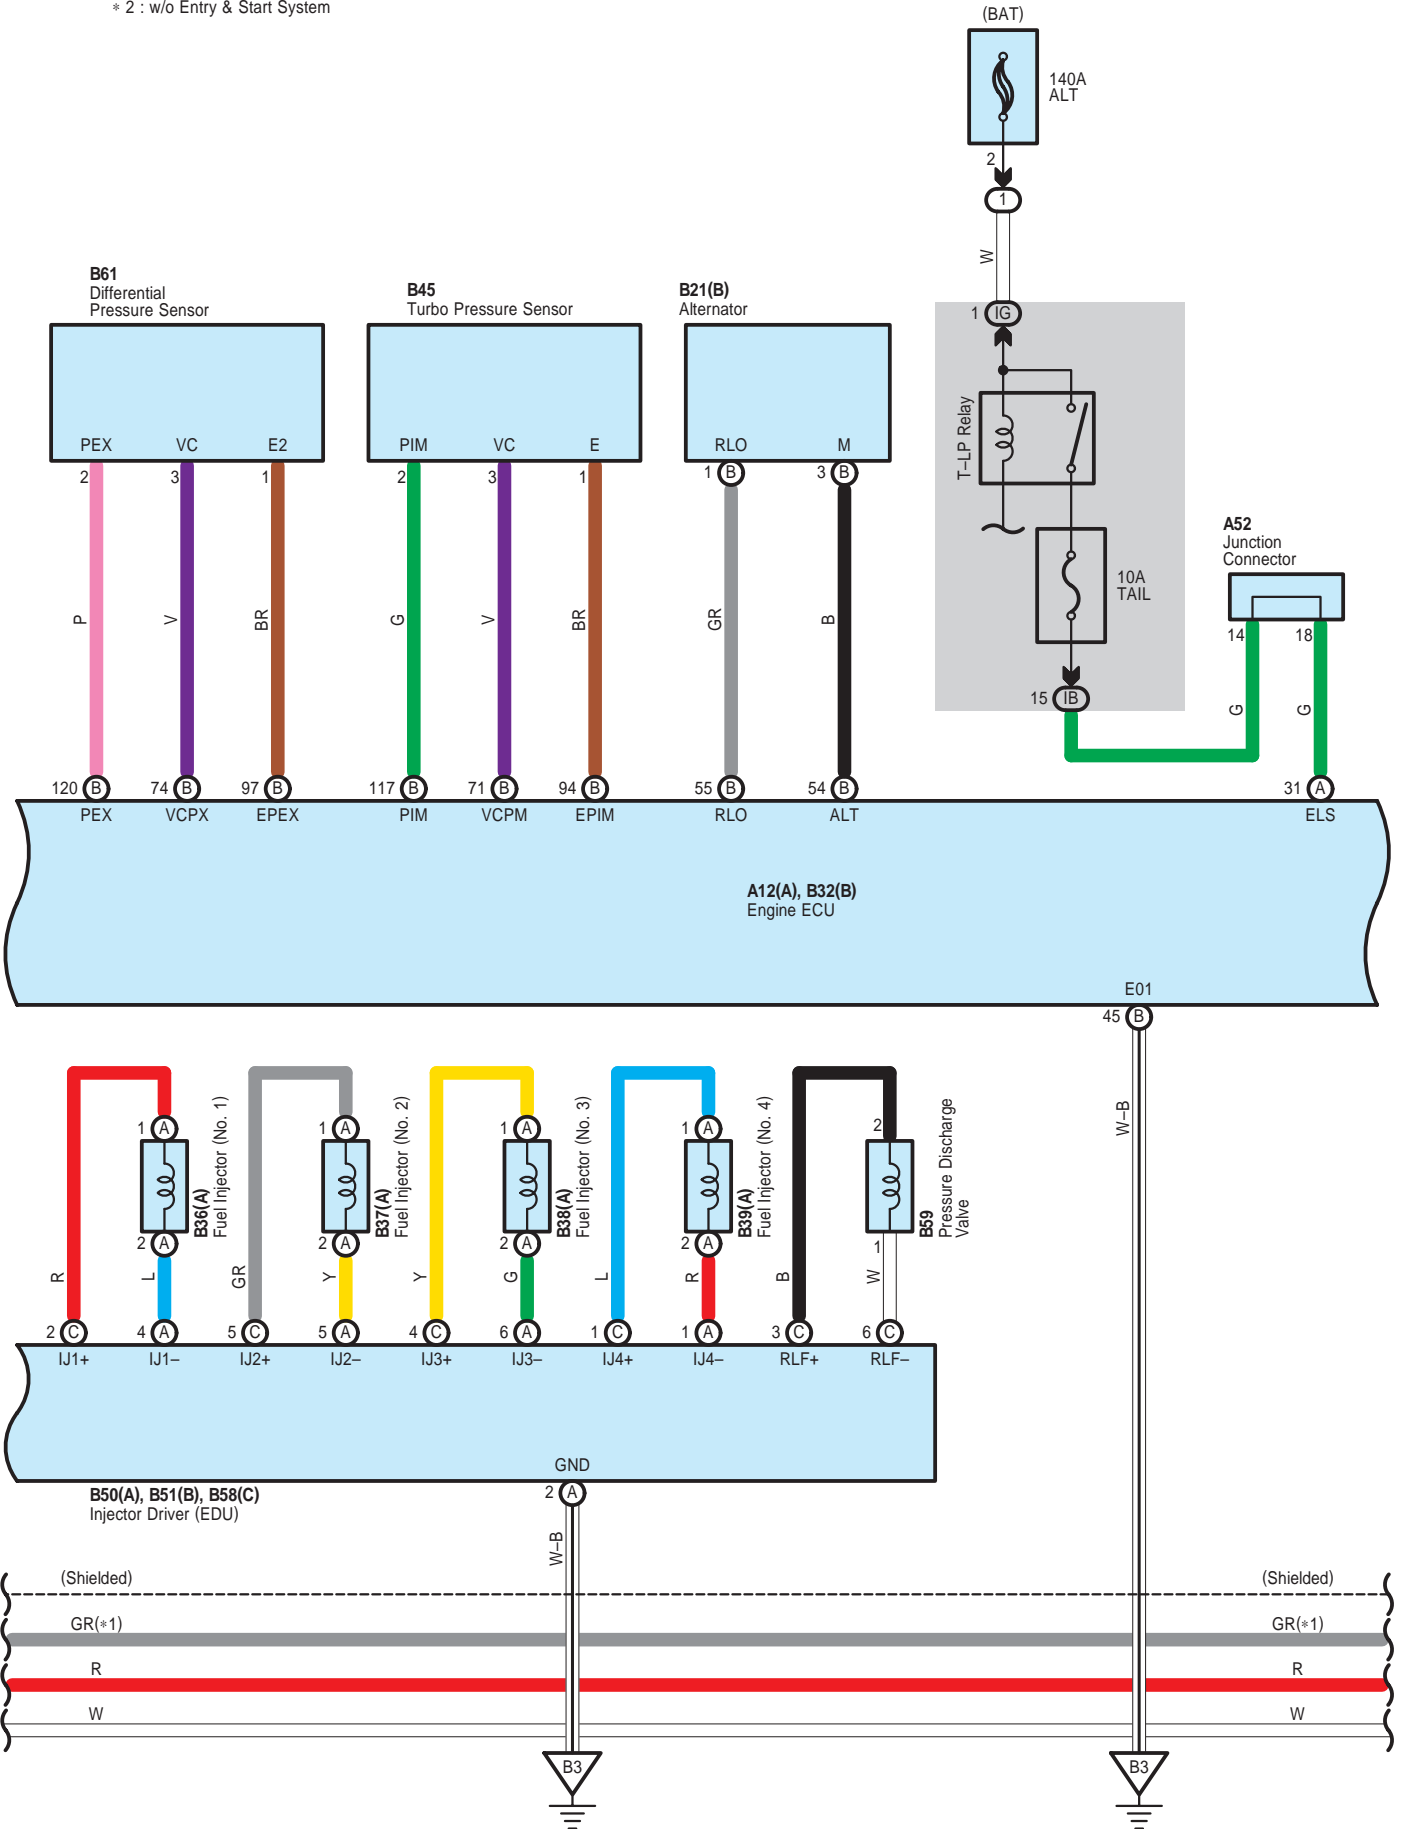 * 2 : w/o Entry & Start System
(BAT)
140A
ALT
2
1
W
B61
Differential
Pressure Sensor
B45
Turbo Pressure Sensor
B21(B)
Alternator
1 IG
T-LP Relay
PEX VC E2
PIM VC E
RLO M
2 3 1
2 3 1
1 B 3 B
A52
Junction
Connector
10A
TAIL
14 18
P V BR
G V BR
GR B
15 IB
G G
120 B 74 B 97 B 117 B 71 B 94 B 55 B 54 B 31 A
PEX VCPX EPEX PIM VCPM EPIM RLO ALT ELS
A12(A), B32(B)
Engine ECU
E01
45 B
W-B
1 A 1 A 1 A 1 A 2
B36(A)
Fuel Injector (No. 1)
B37(A)
Fuel Injector (No. 2)
B38(A)
Fuel Injector (No. 3)
B39(A)
Fuel Injector (No. 4)
B59
Pressure Discharge
Valve
2 A 2 A 2 A 2 A 1
R L GR Y Y G L R B W
2 C 4 A 5 C 5 A 4 C 6 A 1 C 1 A 3 C 6 C
IJ1+ IJ1- IJ2+ IJ2- IJ3+ IJ3- IJ4+ IJ4- RLF+ RLF-
GND
2 A
B50(A), B51(B), B58(C)
Injector Driver (EDU)
W-B
(Shielded) (Shielded)
GR(*1) GR(*1)
R R
W W
B3 B3